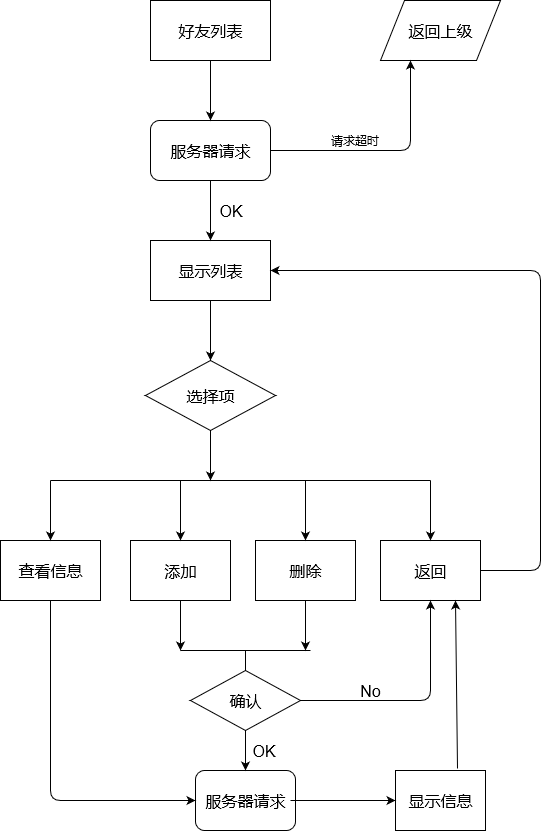 好友列表
返回上级
服务器请求
请求超时
OK
显示列表
选择项
查看信息
添加
删除
返回
确认
No
OK
服务器请求
显示信息